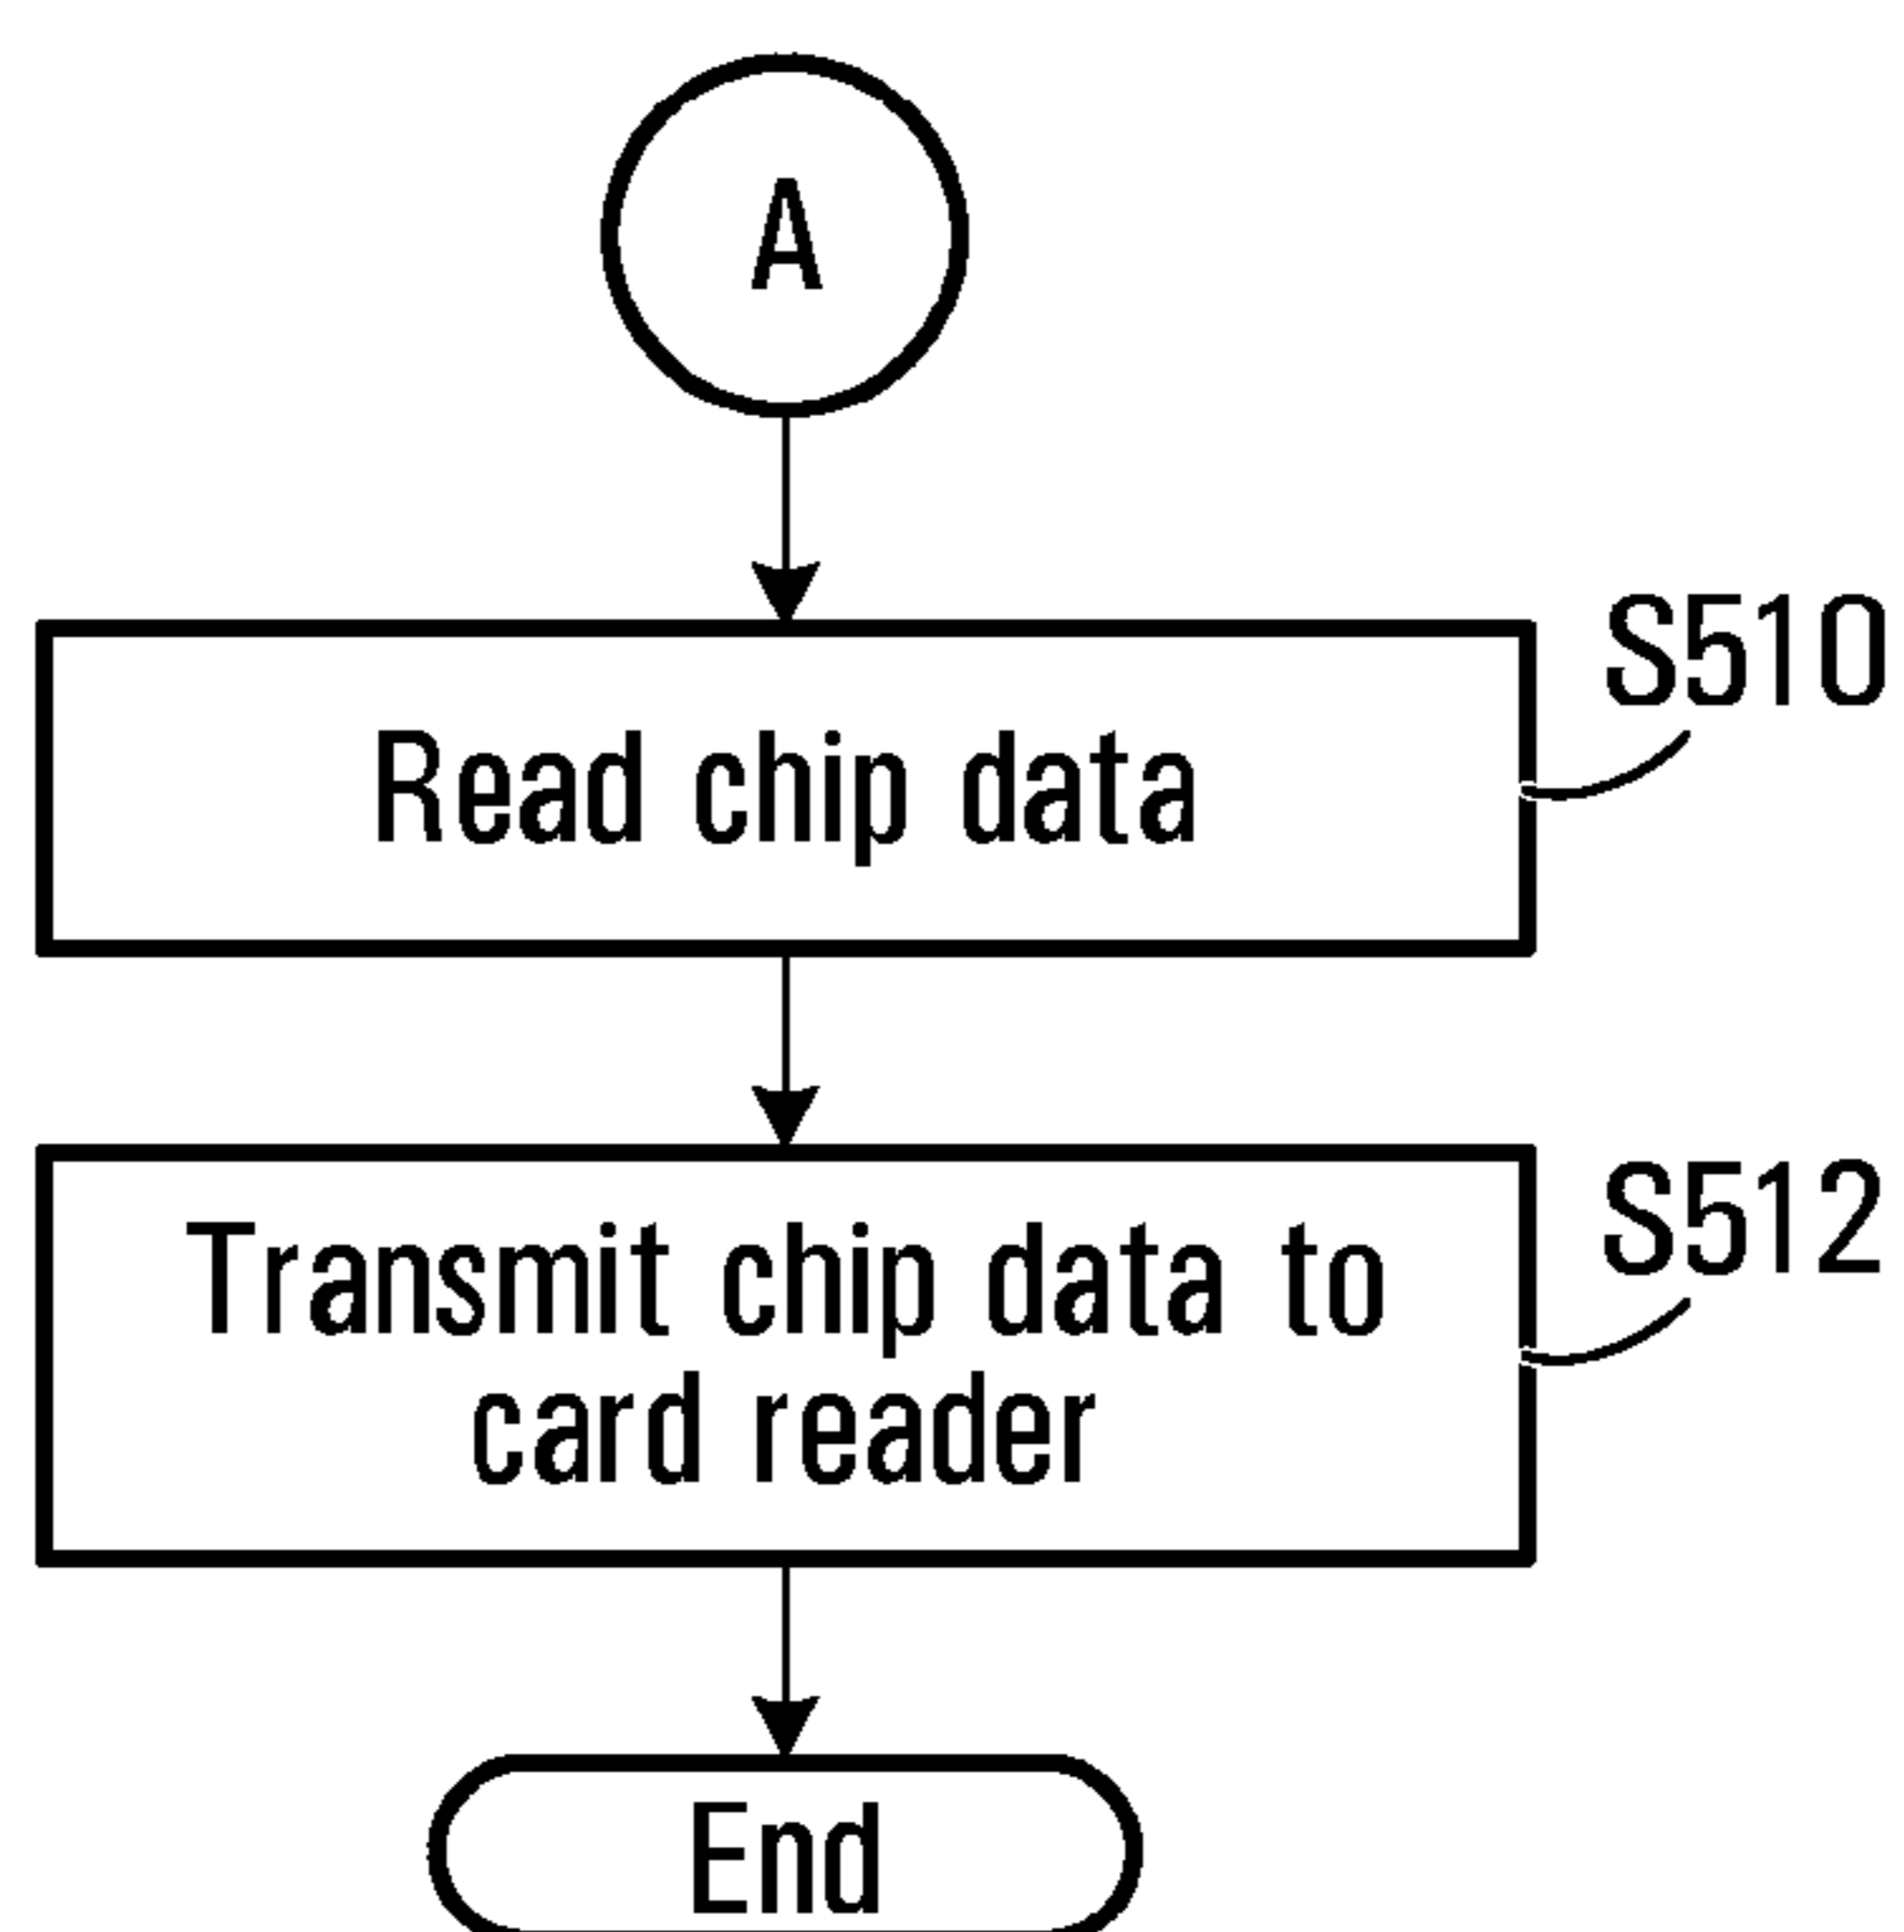 A
S510
Read chip data
S512
Transmit chip data to
card reader
End